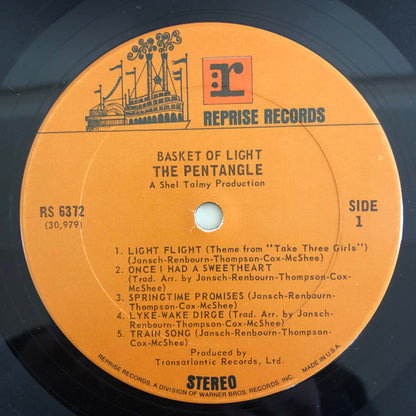 r:
REPRISE RECORDS
BASKET OF LIGHT
THE PENTANGLE
A Shel Talmy Production
RS 6372
(30,979)
SIDE
1
1. LIGHT FLIGHT (Theme from "Take Three Girls")
(Jansch-Renbourn-Thompson-Cox-McShee)
2. ONCE I HAD A SWEETHEART
(Trad. Arr. by Jansch-Renbourn-Thompson-Cox-
McShee)
3. SPRINGTIME PROMISES (Jansch-Renbourn-
Thompson-Cox-McShee)
4. LYKE-WAKE DIRGE (Trad. Arr. by Jansch-
Renbourn-Thompson-Cox-McShee)
5. TRAIN SONG (Jansch-Renbourn-Thompson-
Cox-McShee)
Produced by
Transatlantic Records, Ltd.
STEREO
REPRISE RECORDS, A DIVISION OF WARNER BROS. RECORDS, INC. • MADE IN U.S.A.